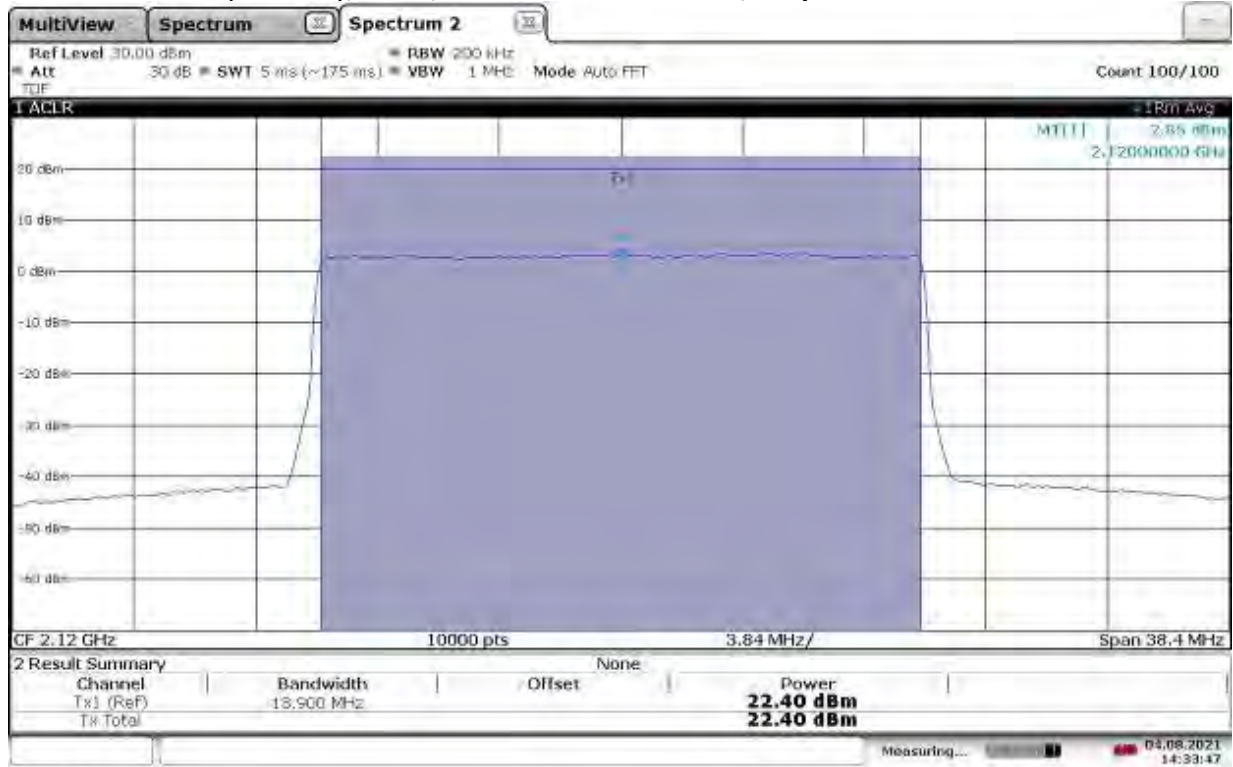 MultiView Spectrum Spectrum 2
Ref Level 30.00 dBm RBW 200 kHz
Att 30 dB SWT 5 ms (~175 ms) VBW 1 MHz Mode Auto FFT Count 100/100
TDF
1 ACLR 1Rm Avg
M1[1] 2.85 dBm
2.12000000 GHz
20 dBm
Tx1
10 dBm
0 dBm
-10 dBm
-20 dBm
-30 dBm
-40 dBm
-50 dBm
-60 dBm
CF 2.12 GHz 10000 pts 3.84 MHz/ Span 38.4 MHz
2 Result Summary None
Channel Bandwidth Offset Power
Tx1 (Ref) 18.900 MHz 22.40 dBm
Tx Total 22.40 dBm
Measuring... 04.08.2021
14:33:47